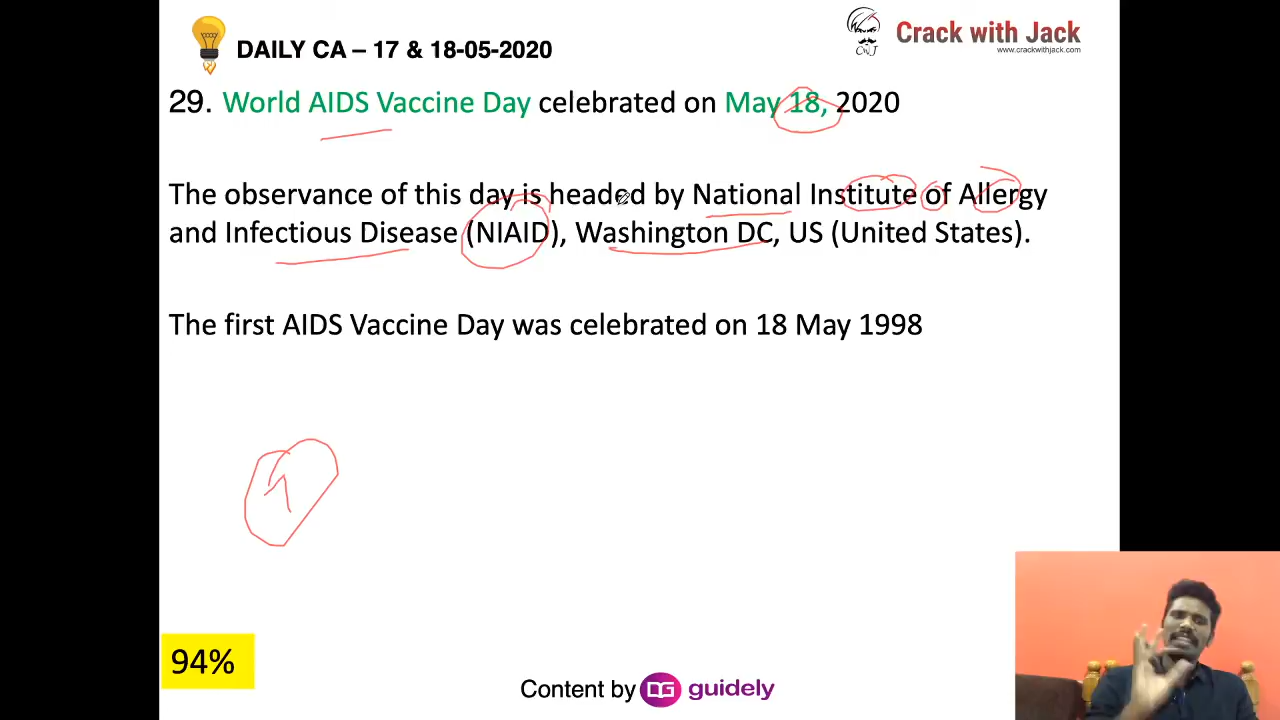 DAILY CA – 17 & 18-05-2020
Crack with Jack
www.crackwithjack.com
CWJ
29. World AIDS Vaccine Day celebrated on May 18, 2020
The observance of this day is headed by National Institute of Allergy
and Infectious Disease (NIAID), Washington DC, US (United States).
The first AIDS Vaccine Day was celebrated on 18 May 1998
1
94%
Content by guidely